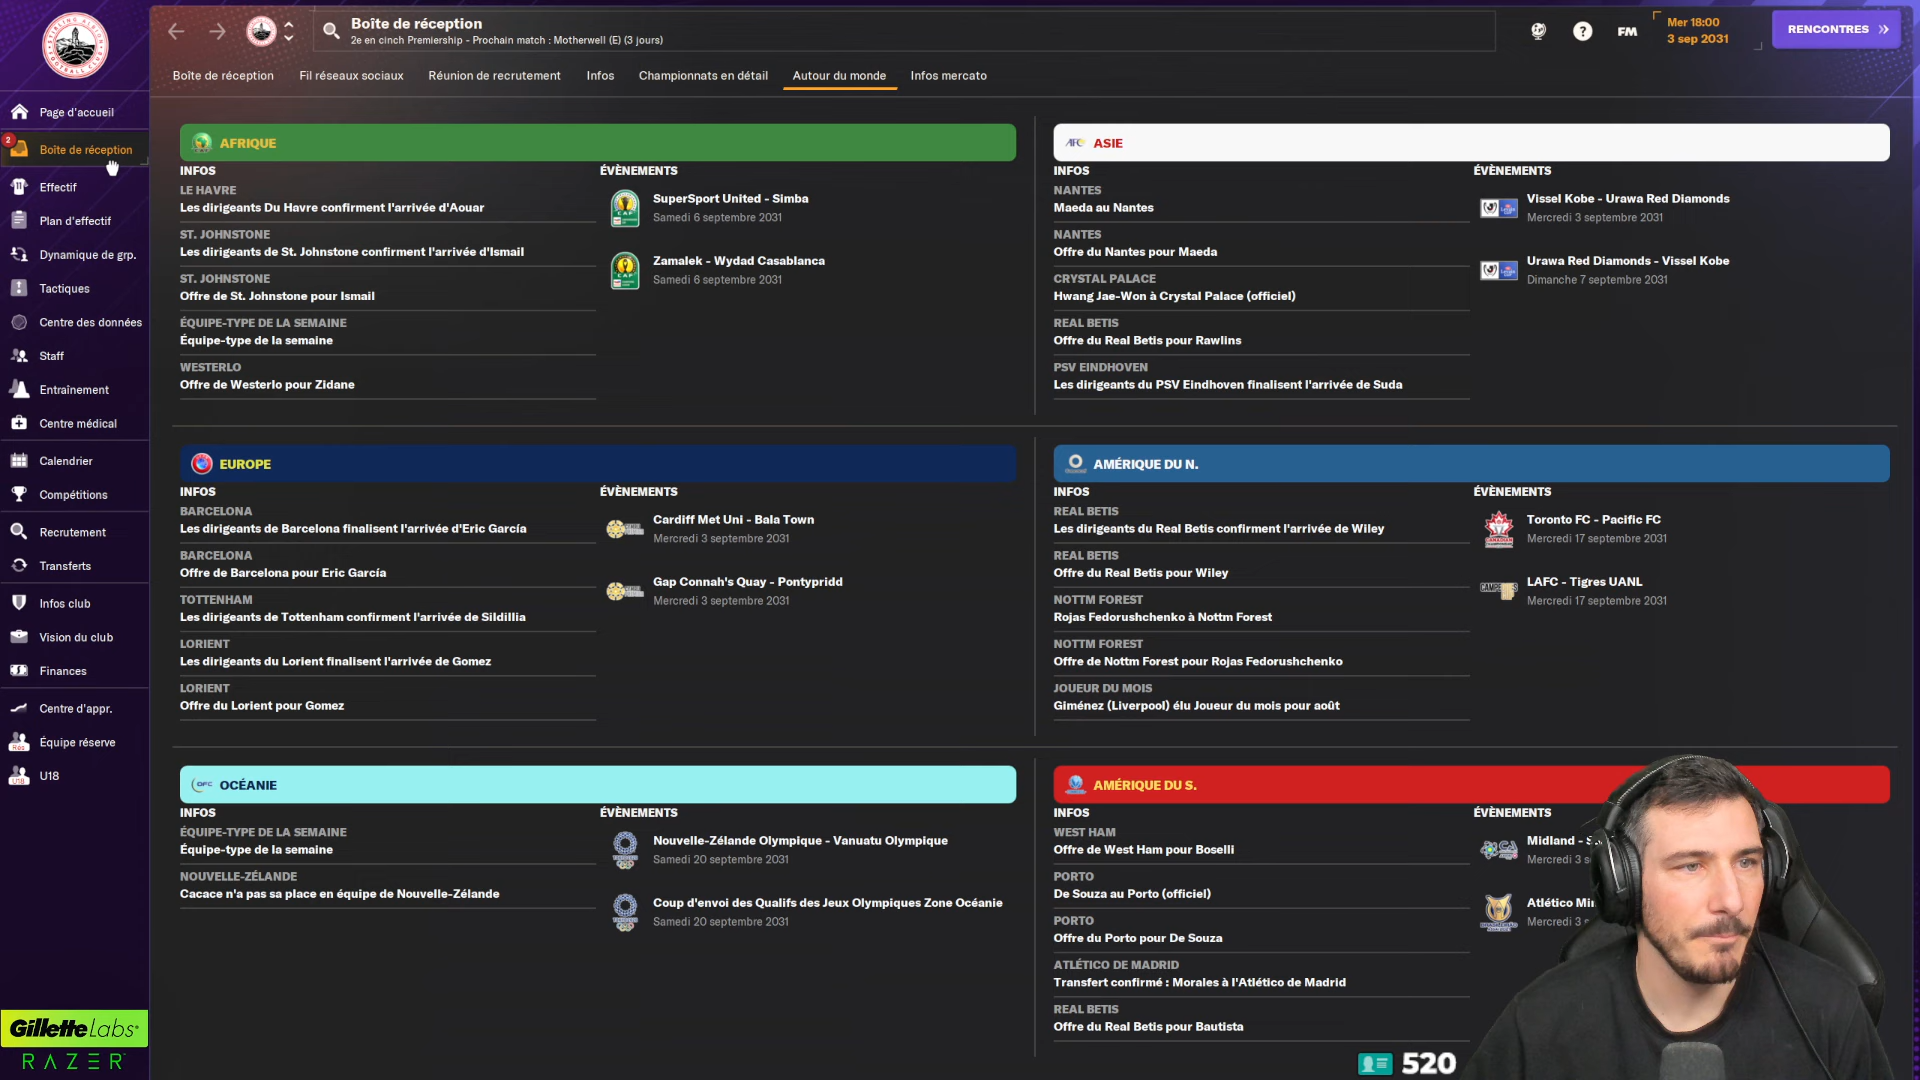 Boîte de réception
2e en cinch Premiership - Prochain match : Motherwell (E) (3 jours)
FM
Mer 18:00
3 sep 2031
RENCONTRES
Boîte de réception
Fil réseaux sociaux
Réunion de recrutement
Infos
Championnats en détail
Autour du monde
Infos mercato
Page d'accueil
2
Boîte de réception
Effectif
Plan d'effectif
Dynamique de grp.
Tactiques
Centre des données
Staff
Entraînement
Centre médical
Calendrier
Compétitions
Recrutement
Transferts
Infos club
Vision du club
Finances
Centre d'appr.
Équipe réserve
U18
GilletteLabs
RAZER
AFRIQUE
INFOS
LE HAVRE
Les dirigeants Du Havre confirment l'arrivée d'Aouar
ST. JOHNSTONE
Les dirigeants de St. Johnstone confirment l'arrivée d'Ismail
ST. JOHNSTONE
Offre de St. Johnstone pour Ismail
ÉQUIPE-TYPE DE LA SEMAINE
Équipe-type de la semaine
WESTERLO
Offre de Westerlo pour Zidane
ÉVÈNEMENTS
SuperSport United - Simba
Samedi 6 septembre 2031
Zamalek - Wydad Casablanca
Samedi 6 septembre 2031
AFC
ASIE
INFOS
NANTES
Maeda au Nantes
NANTES
Offre du Nantes pour Maeda
CRYSTAL PALACE
Hwang Jae-Won à Crystal Palace (officiel)
REAL BETIS
Offre du Real Betis pour Rawlins
PSV EINDHOVEN
Les dirigeants du PSV Eindhoven finalisent l'arrivée de Suda
ÉVÈNEMENTS
Vissel Kobe - Urawa Red Diamonds
Mercredi 3 septembre 2031
Urawa Red Diamonds - Vissel Kobe
Dimanche 7 septembre 2031
EUROPE
INFOS
BARCELONA
Les dirigeants de Barcelona finalisent l'arrivée d'Eric García
BARCELONA
Offre de Barcelona pour Eric García
TOTTENHAM
Les dirigeants de Tottenham confirment l'arrivée de Sildillia
LORIENT
Les dirigeants du Lorient finalisent l'arrivée de Gomez
LORIENT
Offre du Lorient pour Gomez
ÉVÈNEMENTS
Cardiff Met Uni - Bala Town
Mercredi 3 septembre 2031
Gap Connah's Quay - Pontypridd
Mercredi 3 septembre 2031
AMÉRIQUE DU N.
INFOS
REAL BETIS
Les dirigeants du Real Betis confirment l'arrivée de Wiley
REAL BETIS
Offre du Real Betis pour Wiley
NOTTM FOREST
Rojas Fedorushchenko à Nottm Forest
NOTTM FOREST
Offre de Nottm Forest pour Rojas Fedorushchenko
JOUEUR DU MOIS
Giménez (Liverpool) élu Joueur du mois pour août
ÉVÈNEMENTS
Toronto FC - Pacific FC
Mercredi 17 septembre 2031
LAFC - Tigres UANL
Mercredi 17 septembre 2031
OFC
OCÉANIE
INFOS
ÉQUIPE-TYPE DE LA SEMAINE
Équipe-type de la semaine
NOUVELLE-ZÉLANDE
Cacace n'a pas sa place en équipe de Nouvelle-Zélande
ÉVÈNEMENTS
Nouvelle-Zélande Olympique - Vanuatu Olympique
Samedi 20 septembre 2031
Coup d'envoi des Qualifs des Jeux Olympiques Zone Océanie
Samedi 20 septembre 2031
AMÉRIQUE DU S.
INFOS
WEST HAM
Offre de West Ham pour Boselli
PORTO
De Souza au Porto (officiel)
PORTO
Offre du Porto pour De Souza
ATLÉTICO DE MADRID
Transfert confirmé : Morales à l'Atlético de Madrid
REAL BETIS
Offre du Real Betis pour Bautista
ÉVÈNEMENTS
Midland - S
Mercredi 3 s
Atlético Mi
Mercredi 3 s
520